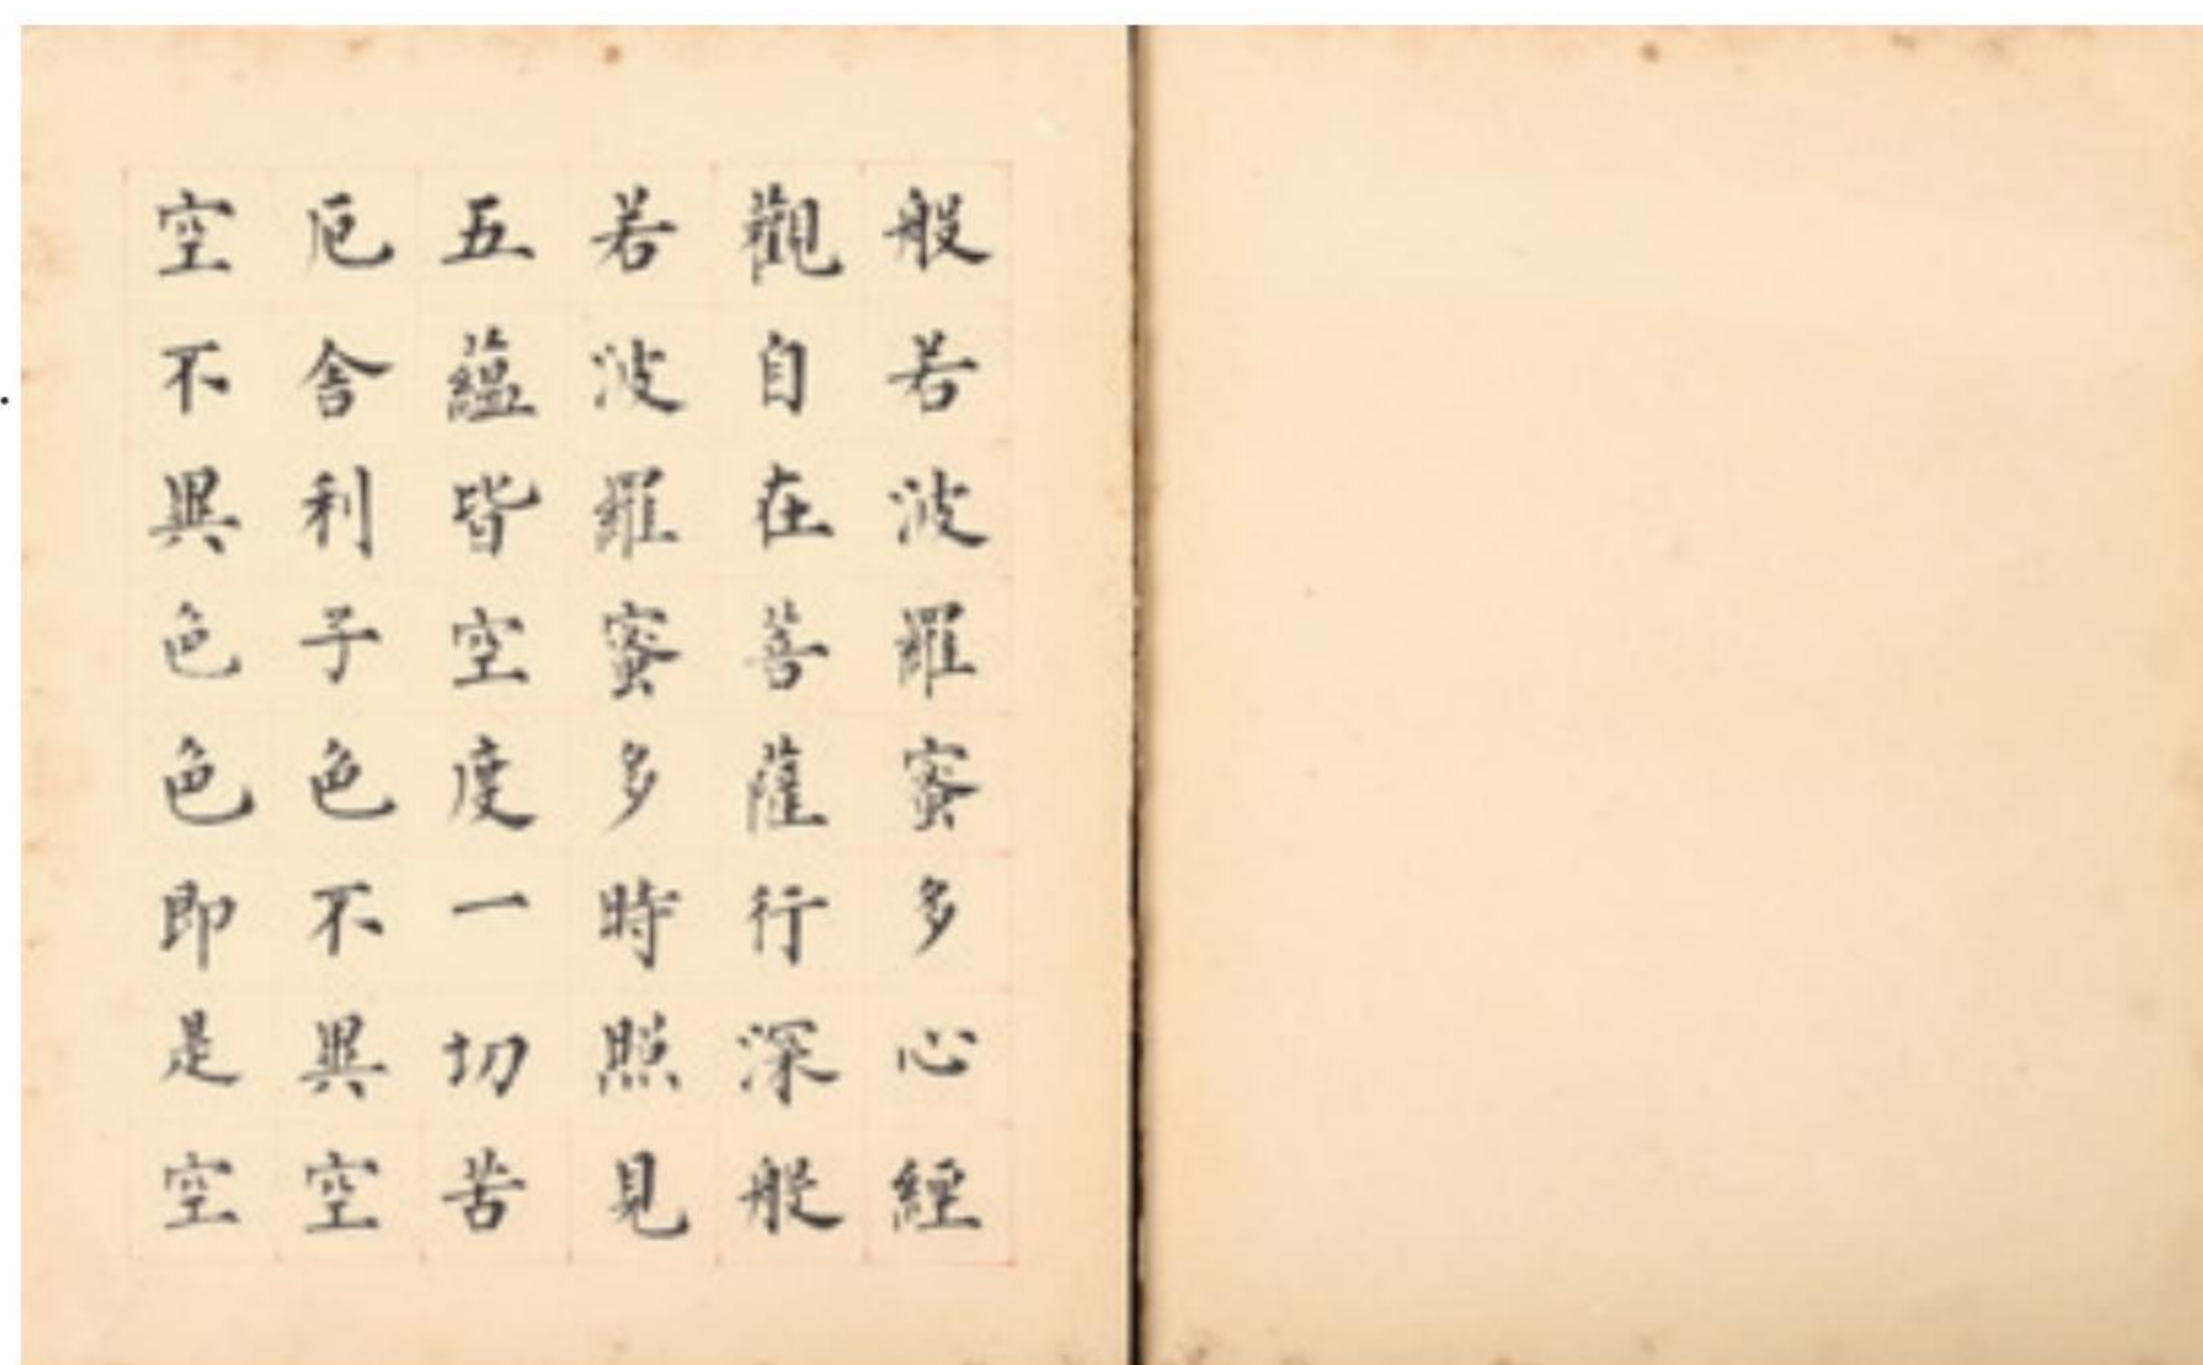 般若波羅蜜多心經
觀自在菩薩行深般
若波羅蜜多時照見
五蘊皆空度一切苦
厄舍利子色不異空
空不異色色即是空